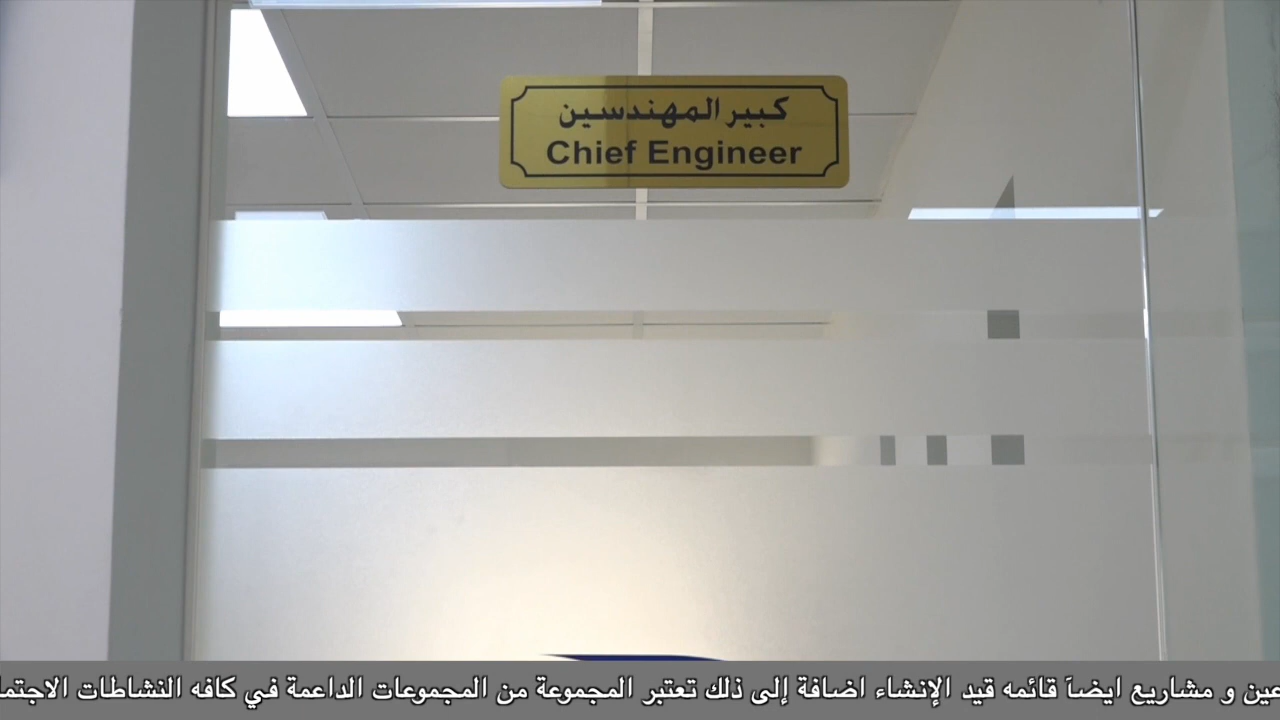 كبير المهندسين
Chief Engineer
و مشاريع ايضاَ قائمه قيد الإنشاء اضافة إلى ذلك تعتبر المجموعة من المجموعات الداعمة في كافه النشاطات